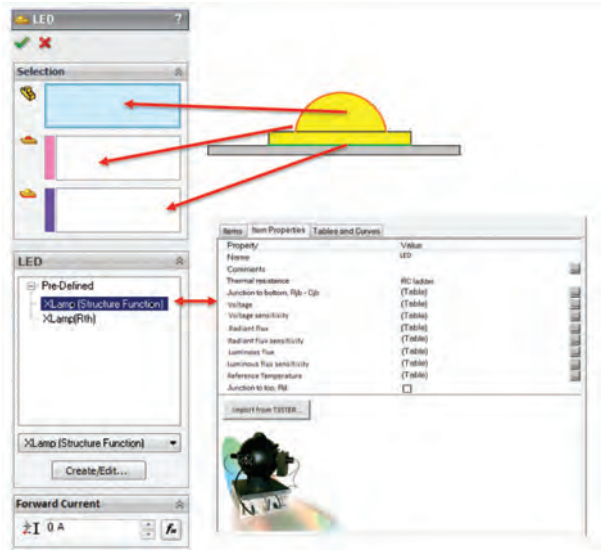 LED ?
Selection
LED
Pre-Defined
XLamp (Structure Function)
XLamp(Rth)
XLamp (Structure Function)
Create/Edit...
Forward Current
0 A
Items Item Properties Tables and Curves
Property Value
Name LED
Comments
Thermal resistance RC ladder
Junction to bottom, Rjb - Cjb (Table)
Voltage (Table)
Voltage sensitivity (Table)
Radiant flux (Table)
Radiant flux sensitivity (Table)
Luminous flux (Table)
Luminous flux sensitivity (Table)
Reference Temperature (Table)
Junction to top, Rjt
Import from T3STER...